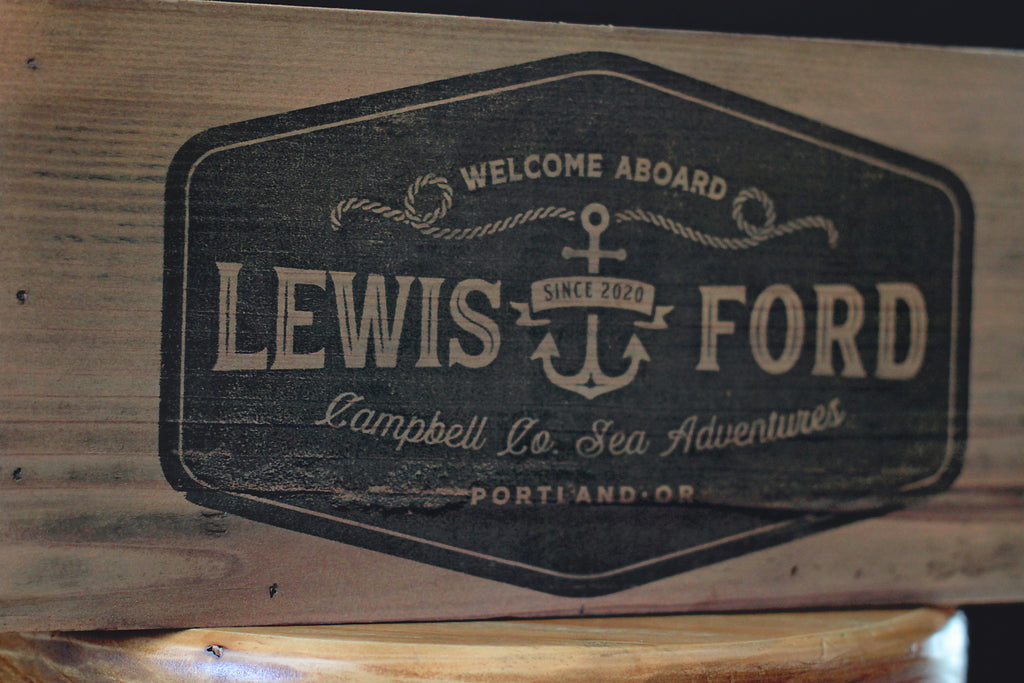 WELCOME ABOARD
LEWIS FORD
SINCE 2020
Campbell Co. Sea Adventures
PORTLAND·OR